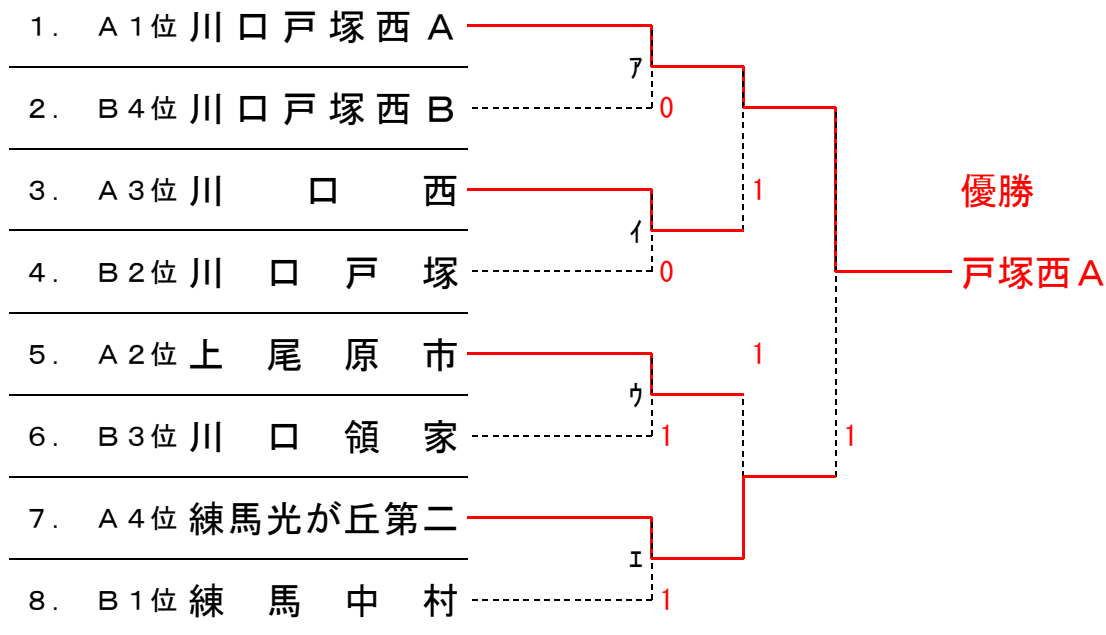 1. A1位 川口戸塚西A
ア
2. B4位 川口戸塚西B 0
3. A3位 川口西 1 優勝
イ
4. B2位 川口戸塚 0 戸塚西A
5. A2位 上尾原市 1
ウ
6. B3位 川口領家 1 1
7. A4位 練馬光が丘第二
エ
8. B1位 練馬中村 1